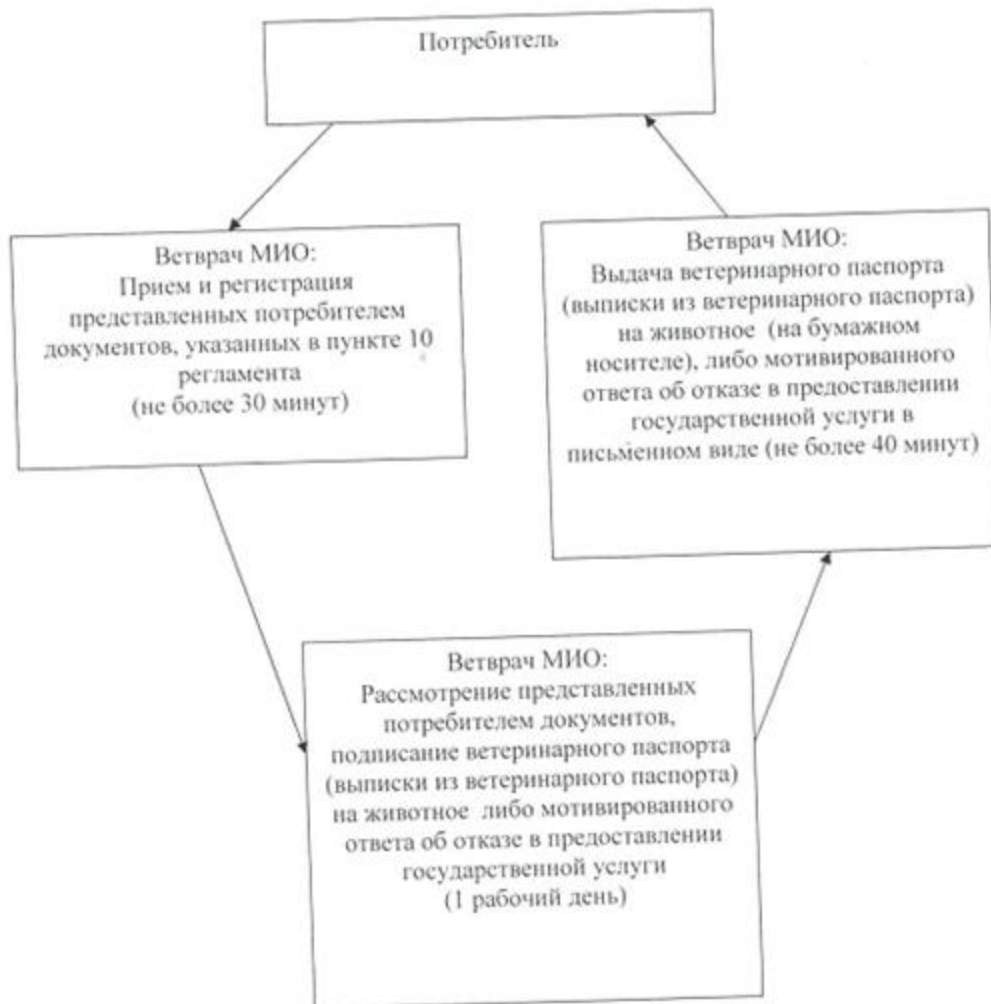 Потребитель
Ветврач МИО:
Прием и регистрация
представленных потребителем
документов, указанных в пункте 10
регламента
(не более 30 минут)
Ветврач МИО:
Выдача ветеринарного паспорта
(выписки из ветеринарного паспорта)
на животное (на бумажном
носителе), либо мотивированного
ответа об отказе в предоставлении
государственной услуги в
письменном виде (не более 40 минут)
Ветврач МИО:
Рассмотрение представленных
потребителем документов,
подписание ветеринарного паспорта
(выписки из ветеринарного паспорта)
на животное либо мотивированного
ответа об отказе в предоставлении
государственной услуги
(1 рабочий день)